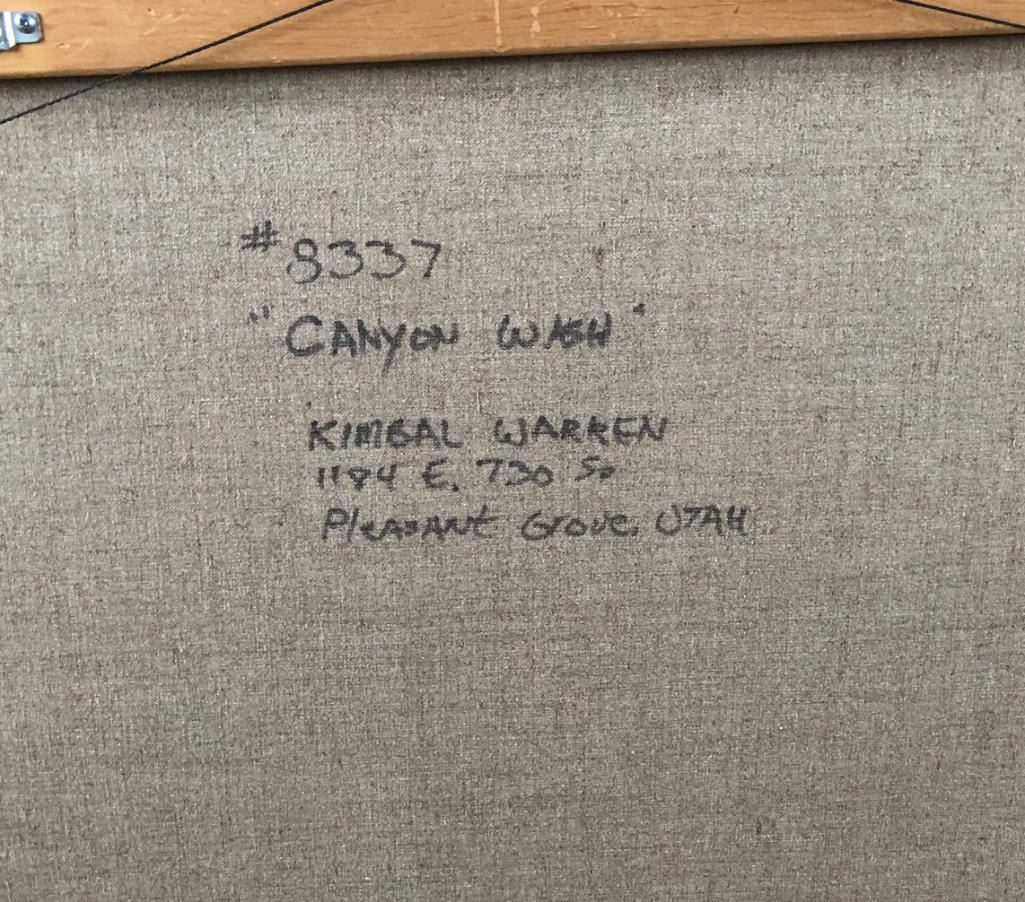 #8337
"CANYON WASH"
KIMBAL WARREN
1184 E. 730 So
PLEASANT Grove, UTAH